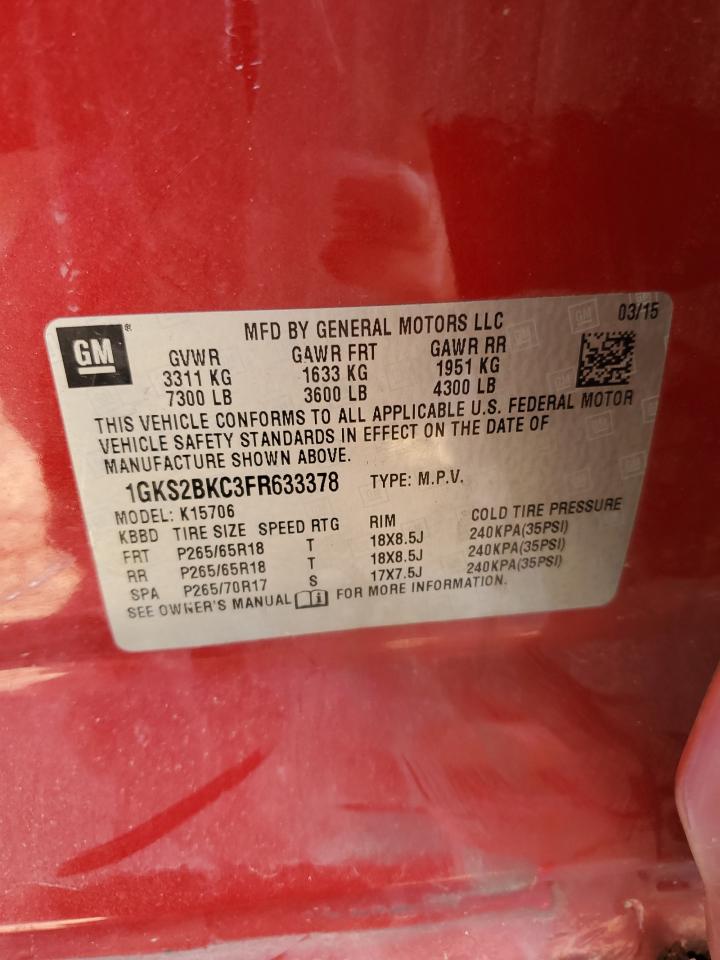 GM®
MFD BY GENERAL MOTORS LLC 03/15
GVWR GAWR FRT GAWR RR
3311 KG 1633 KG 1951 KG
7300 LB 3600 LB 4300 LB
THIS VEHICLE CONFORMS TO ALL APPLICABLE U.S. FEDERAL MOTOR
VEHICLE SAFETY STANDARDS IN EFFECT ON THE DATE OF
MANUFACTURE SHOWN ABOVE.
1GKS2BKC3FR633378 TYPE: M.P.V.
MODEL: K15706
KBBD TIRE SIZE SPEED RTG RIM COLD TIRE PRESSURE
FRT P265/65R18 T 18X8.5J 240KPA(35PSI)
RR P265/65R18 T 18X8.5J 240KPA(35PSI)
SPA P265/70R17 S 17X7.5J 240KPA(35PSI)
SEE OWNER'S MANUAL FOR MORE INFORMATION.